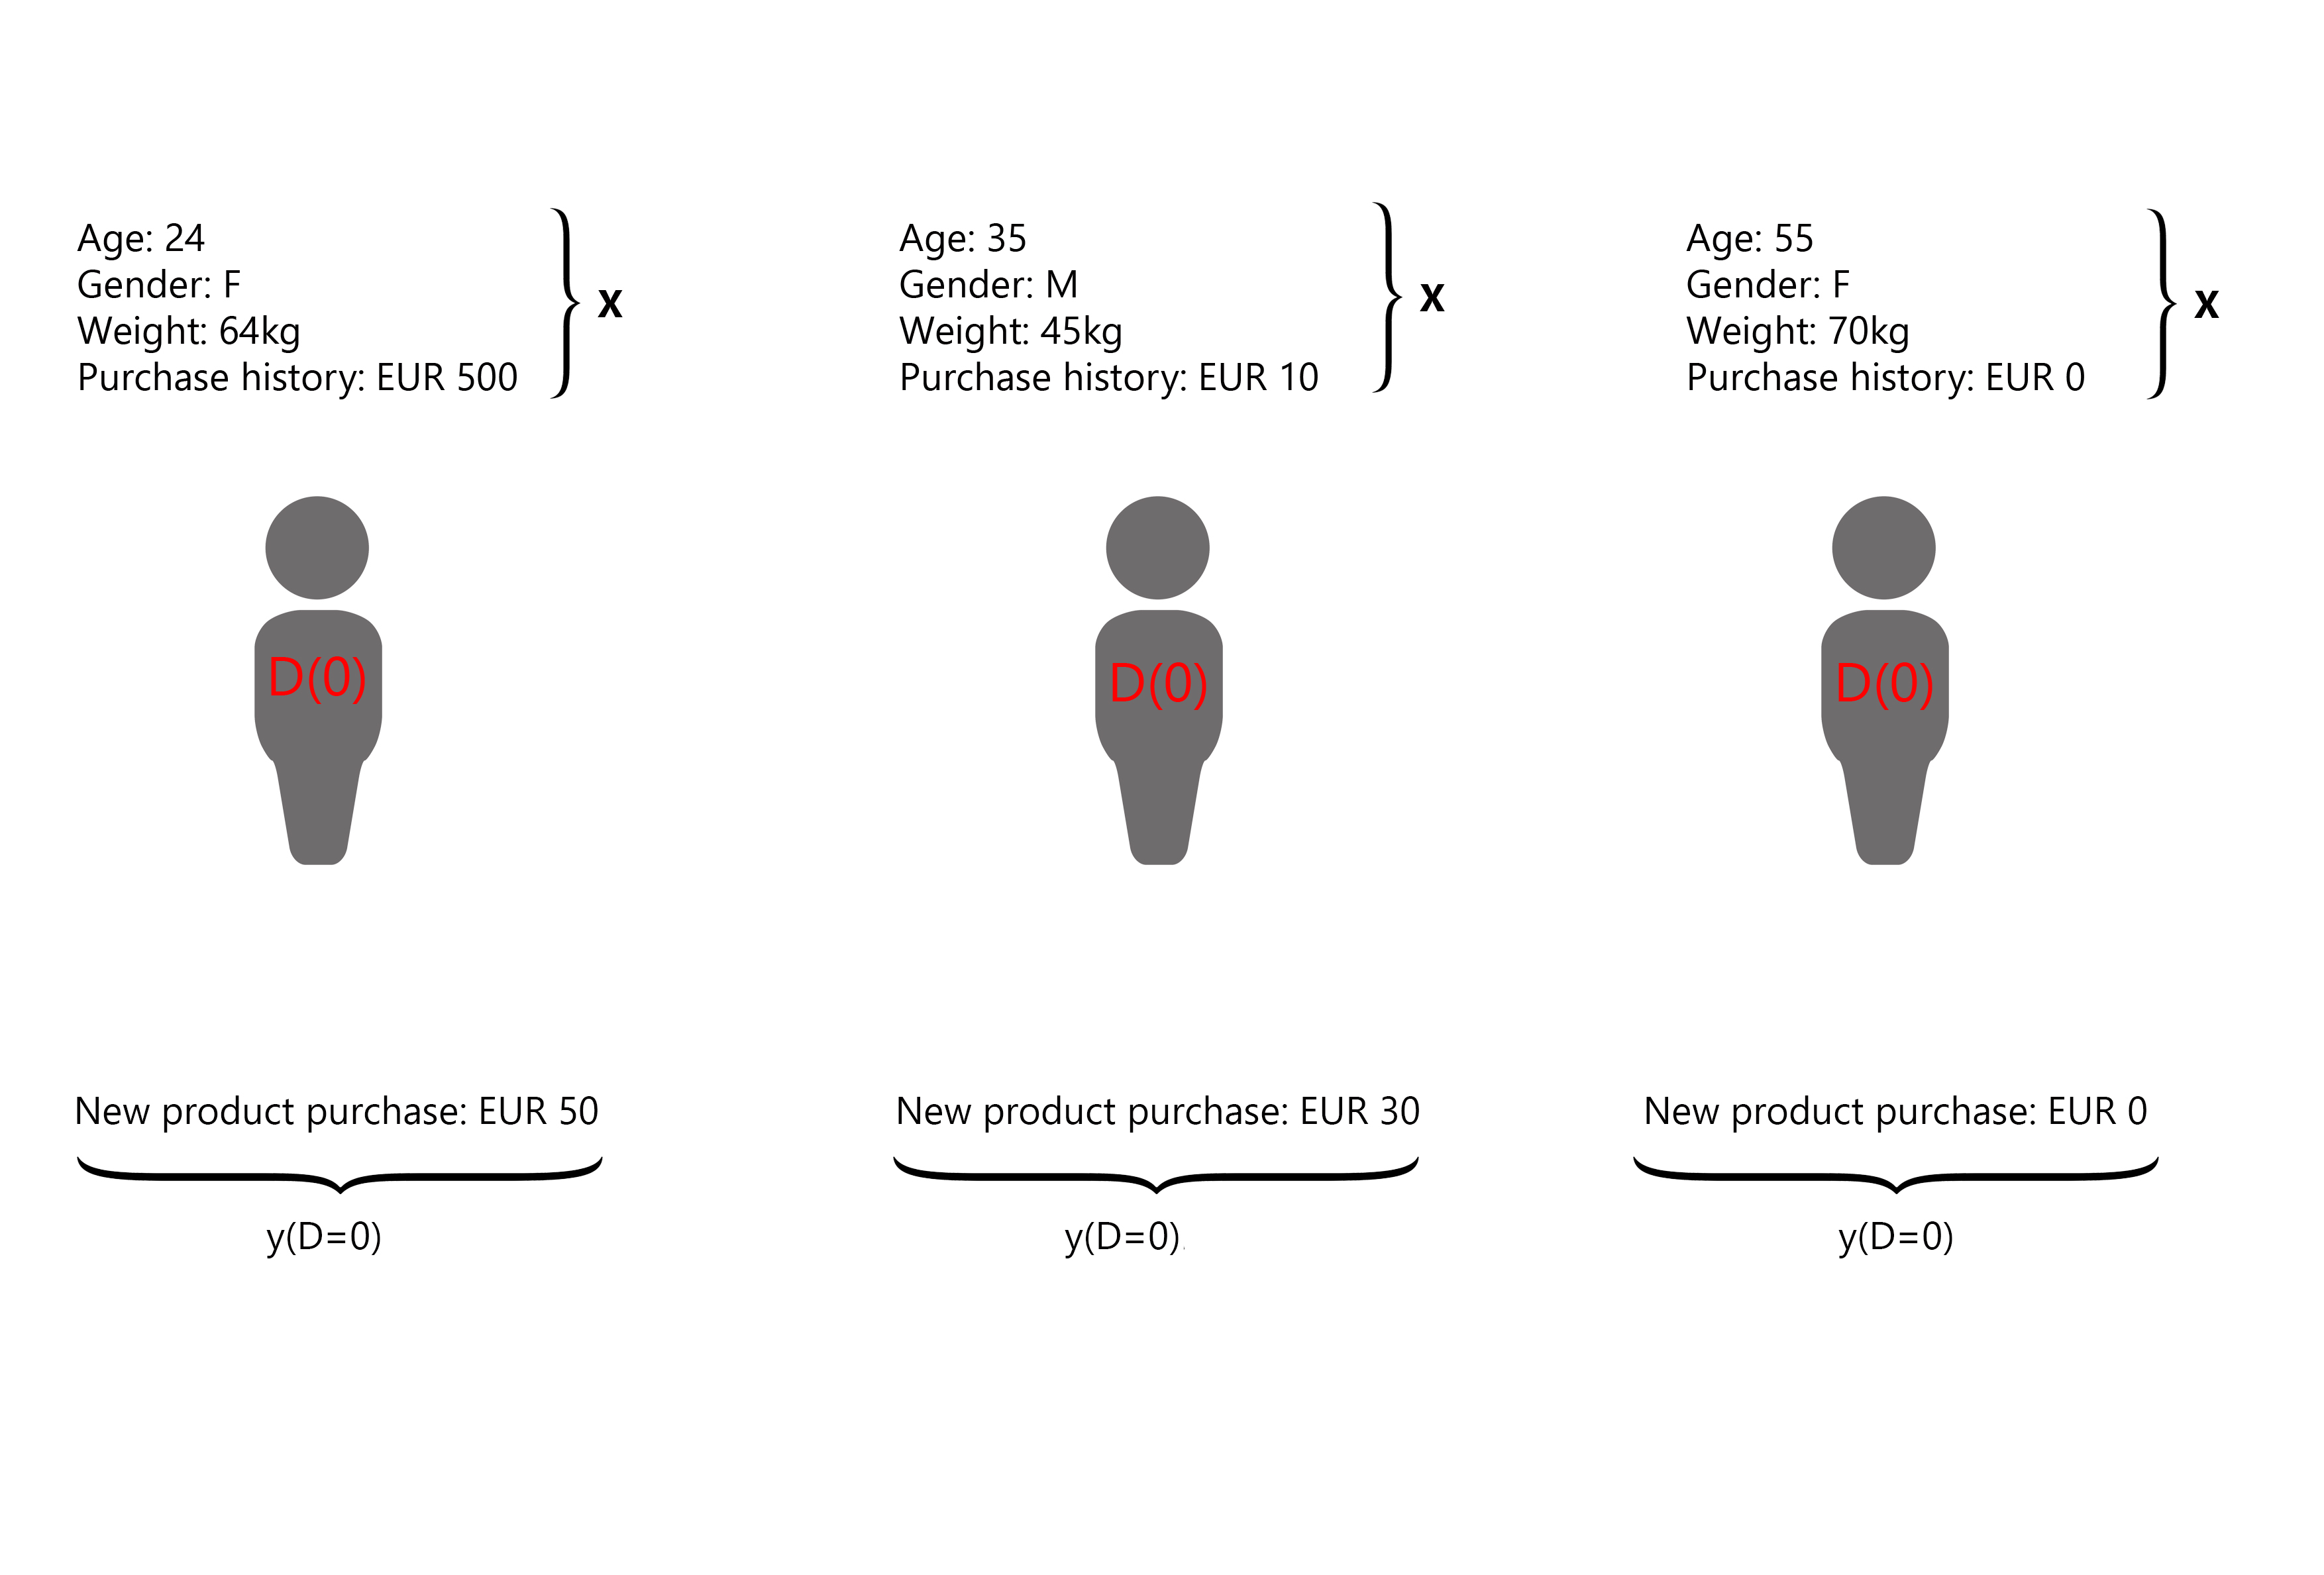 Age: 24
Gender: F
Weight: 64kg
Purchase history: EUR 500
x
Age: 35
Gender: M
Weight: 45kg
Purchase history: EUR 10
x
Age: 55
Gender: F
Weight: 70kg
Purchase history: EUR 0
x
D(0)
D(0)
D(0)
New product purchase: EUR 50
New product purchase: EUR 30
New product purchase: EUR 0
y(D=0)
y(D=0)
y(D=0)